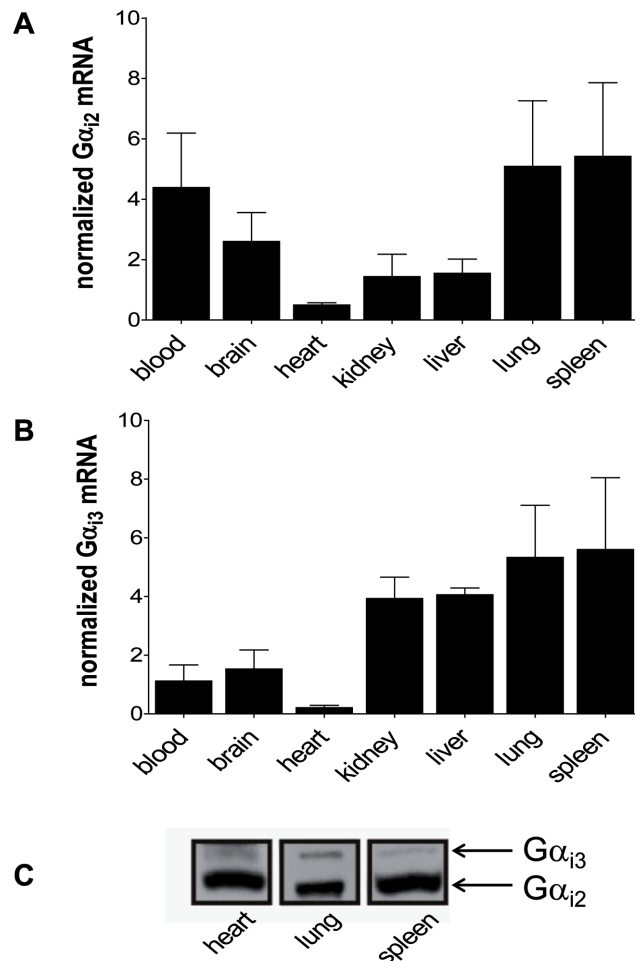 A
normalized Gαi2 mRNA
10
8
6
4
2
0
blood
brain
heart
kidney
liver
lung
spleen
B
normalized Gαi3 mRNA
10
8
6
4
2
0
blood
brain
heart
kidney
liver
lung
spleen
C
Gαi3
Gαi2
heart
lung
spleen